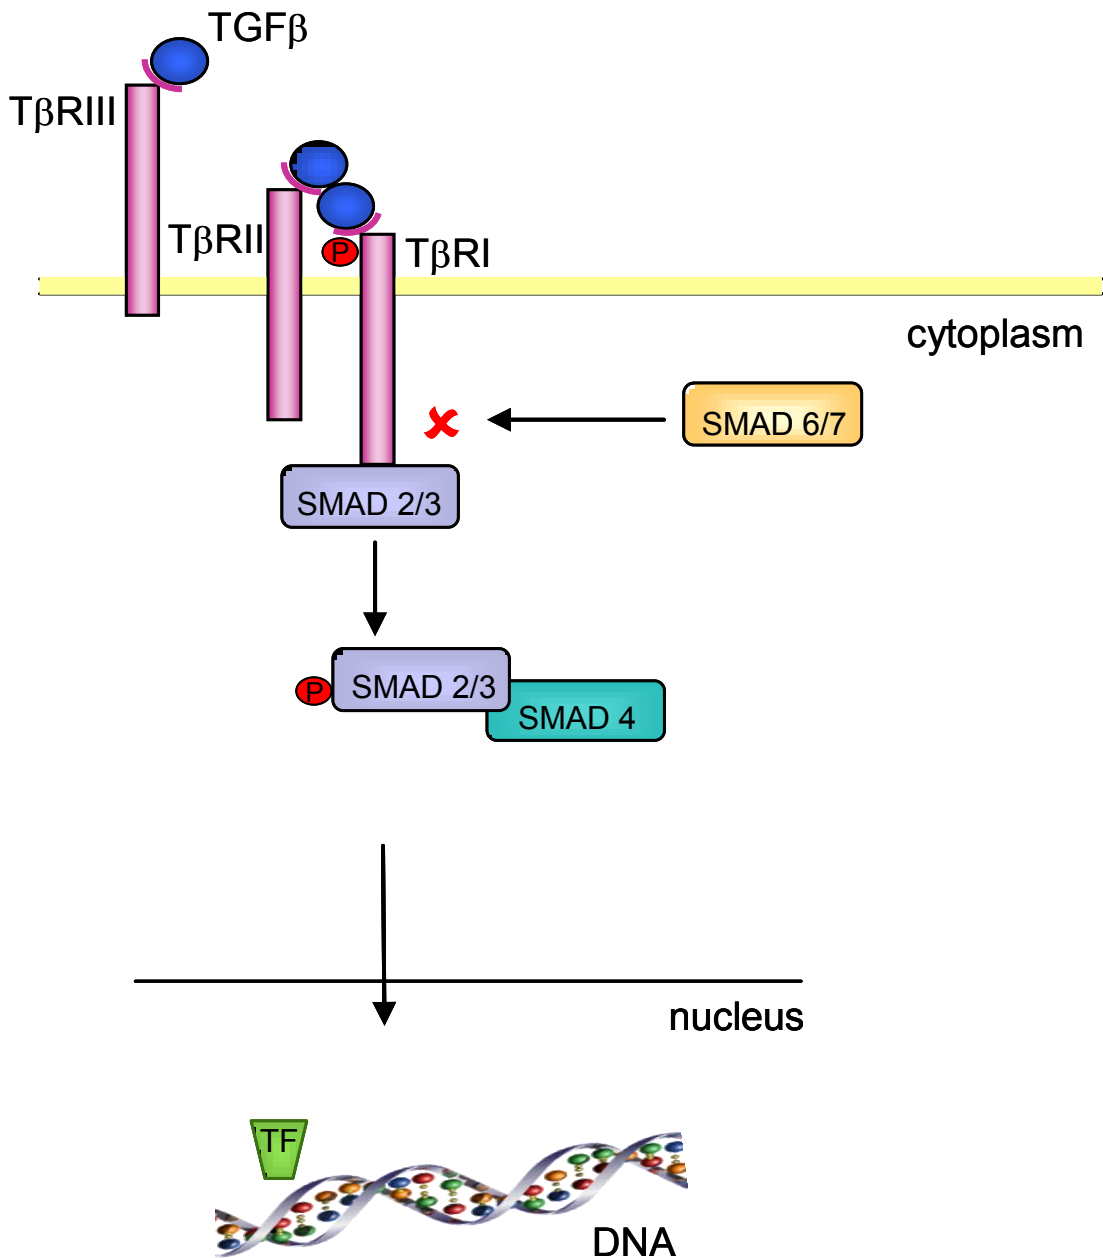 TGFβ
TβRIII
TβRII
P
TβRI
cytoplasm
SMAD 6/7
SMAD 2/3
P
SMAD 2/3
SMAD 4
nucleus
TF
DNA